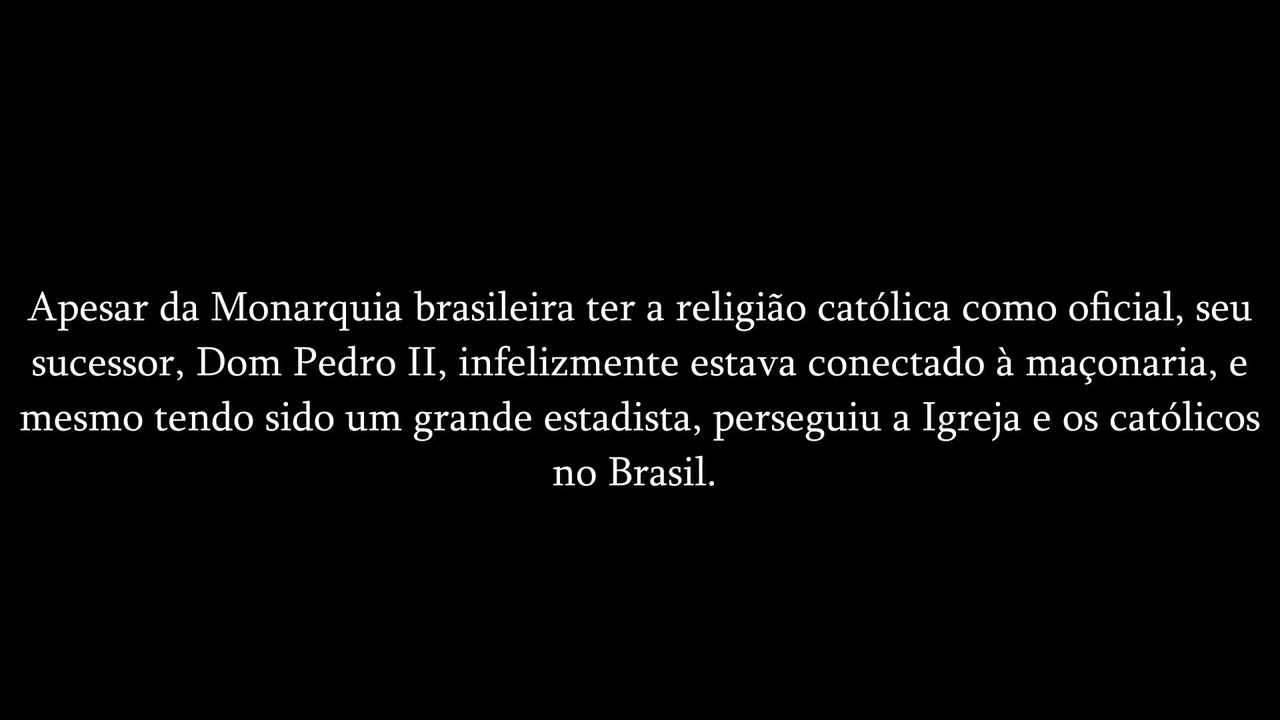 Apesar da Monarquia brasileira ter a religião católica como oficial, seu
sucessor, Dom Pedro II, infelizmente estava conectado à maçonaria, e
mesmo tendo sido um grande estadista, perseguiu a Igreja e os católicos
no Brasil.